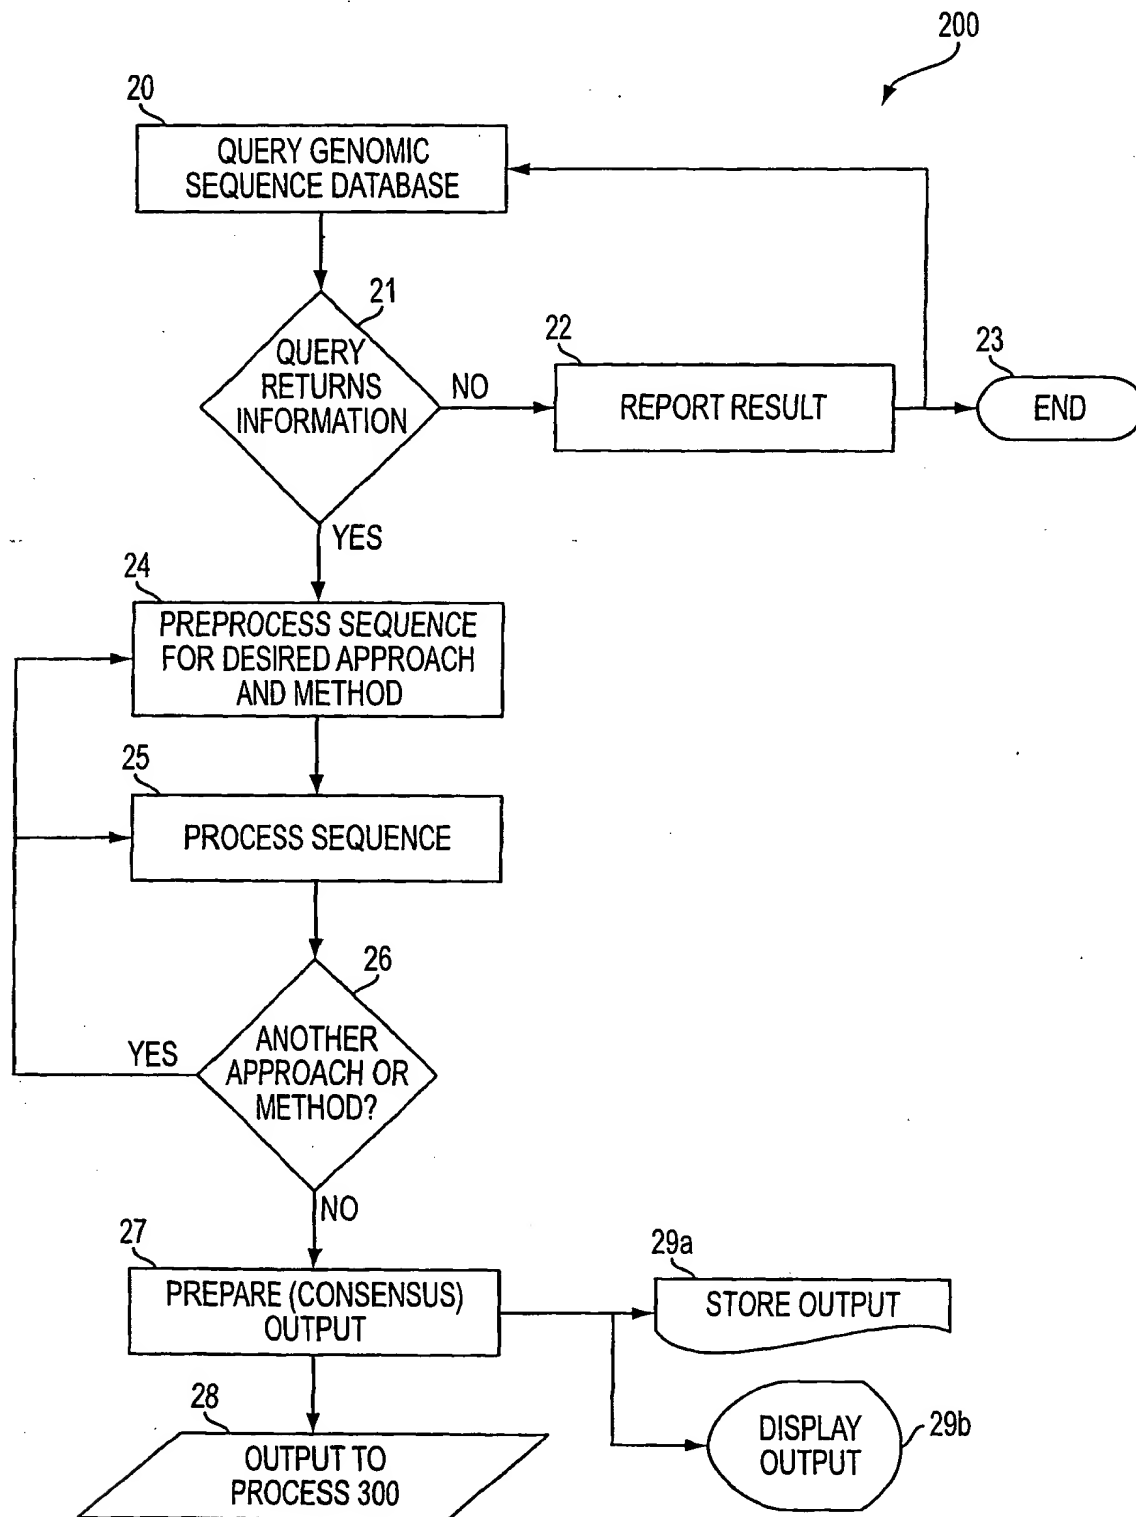 200
20
QUERY GENOMIC
SEQUENCE DATABASE
21
QUERY
RETURNS
INFORMATION
NO
22
REPORT RESULT
23
END
YES
24
PREPROCESS SEQUENCE
FOR DESIRED APPROACH
AND METHOD
25
PROCESS SEQUENCE
26
ANOTHER
APPROACH OR
METHOD?
YES
NO
27
PREPARE (CONSENSUS)
OUTPUT
29a
STORE OUTPUT
28
OUTPUT TO
PROCESS 300
DISPLAY
OUTPUT
29b